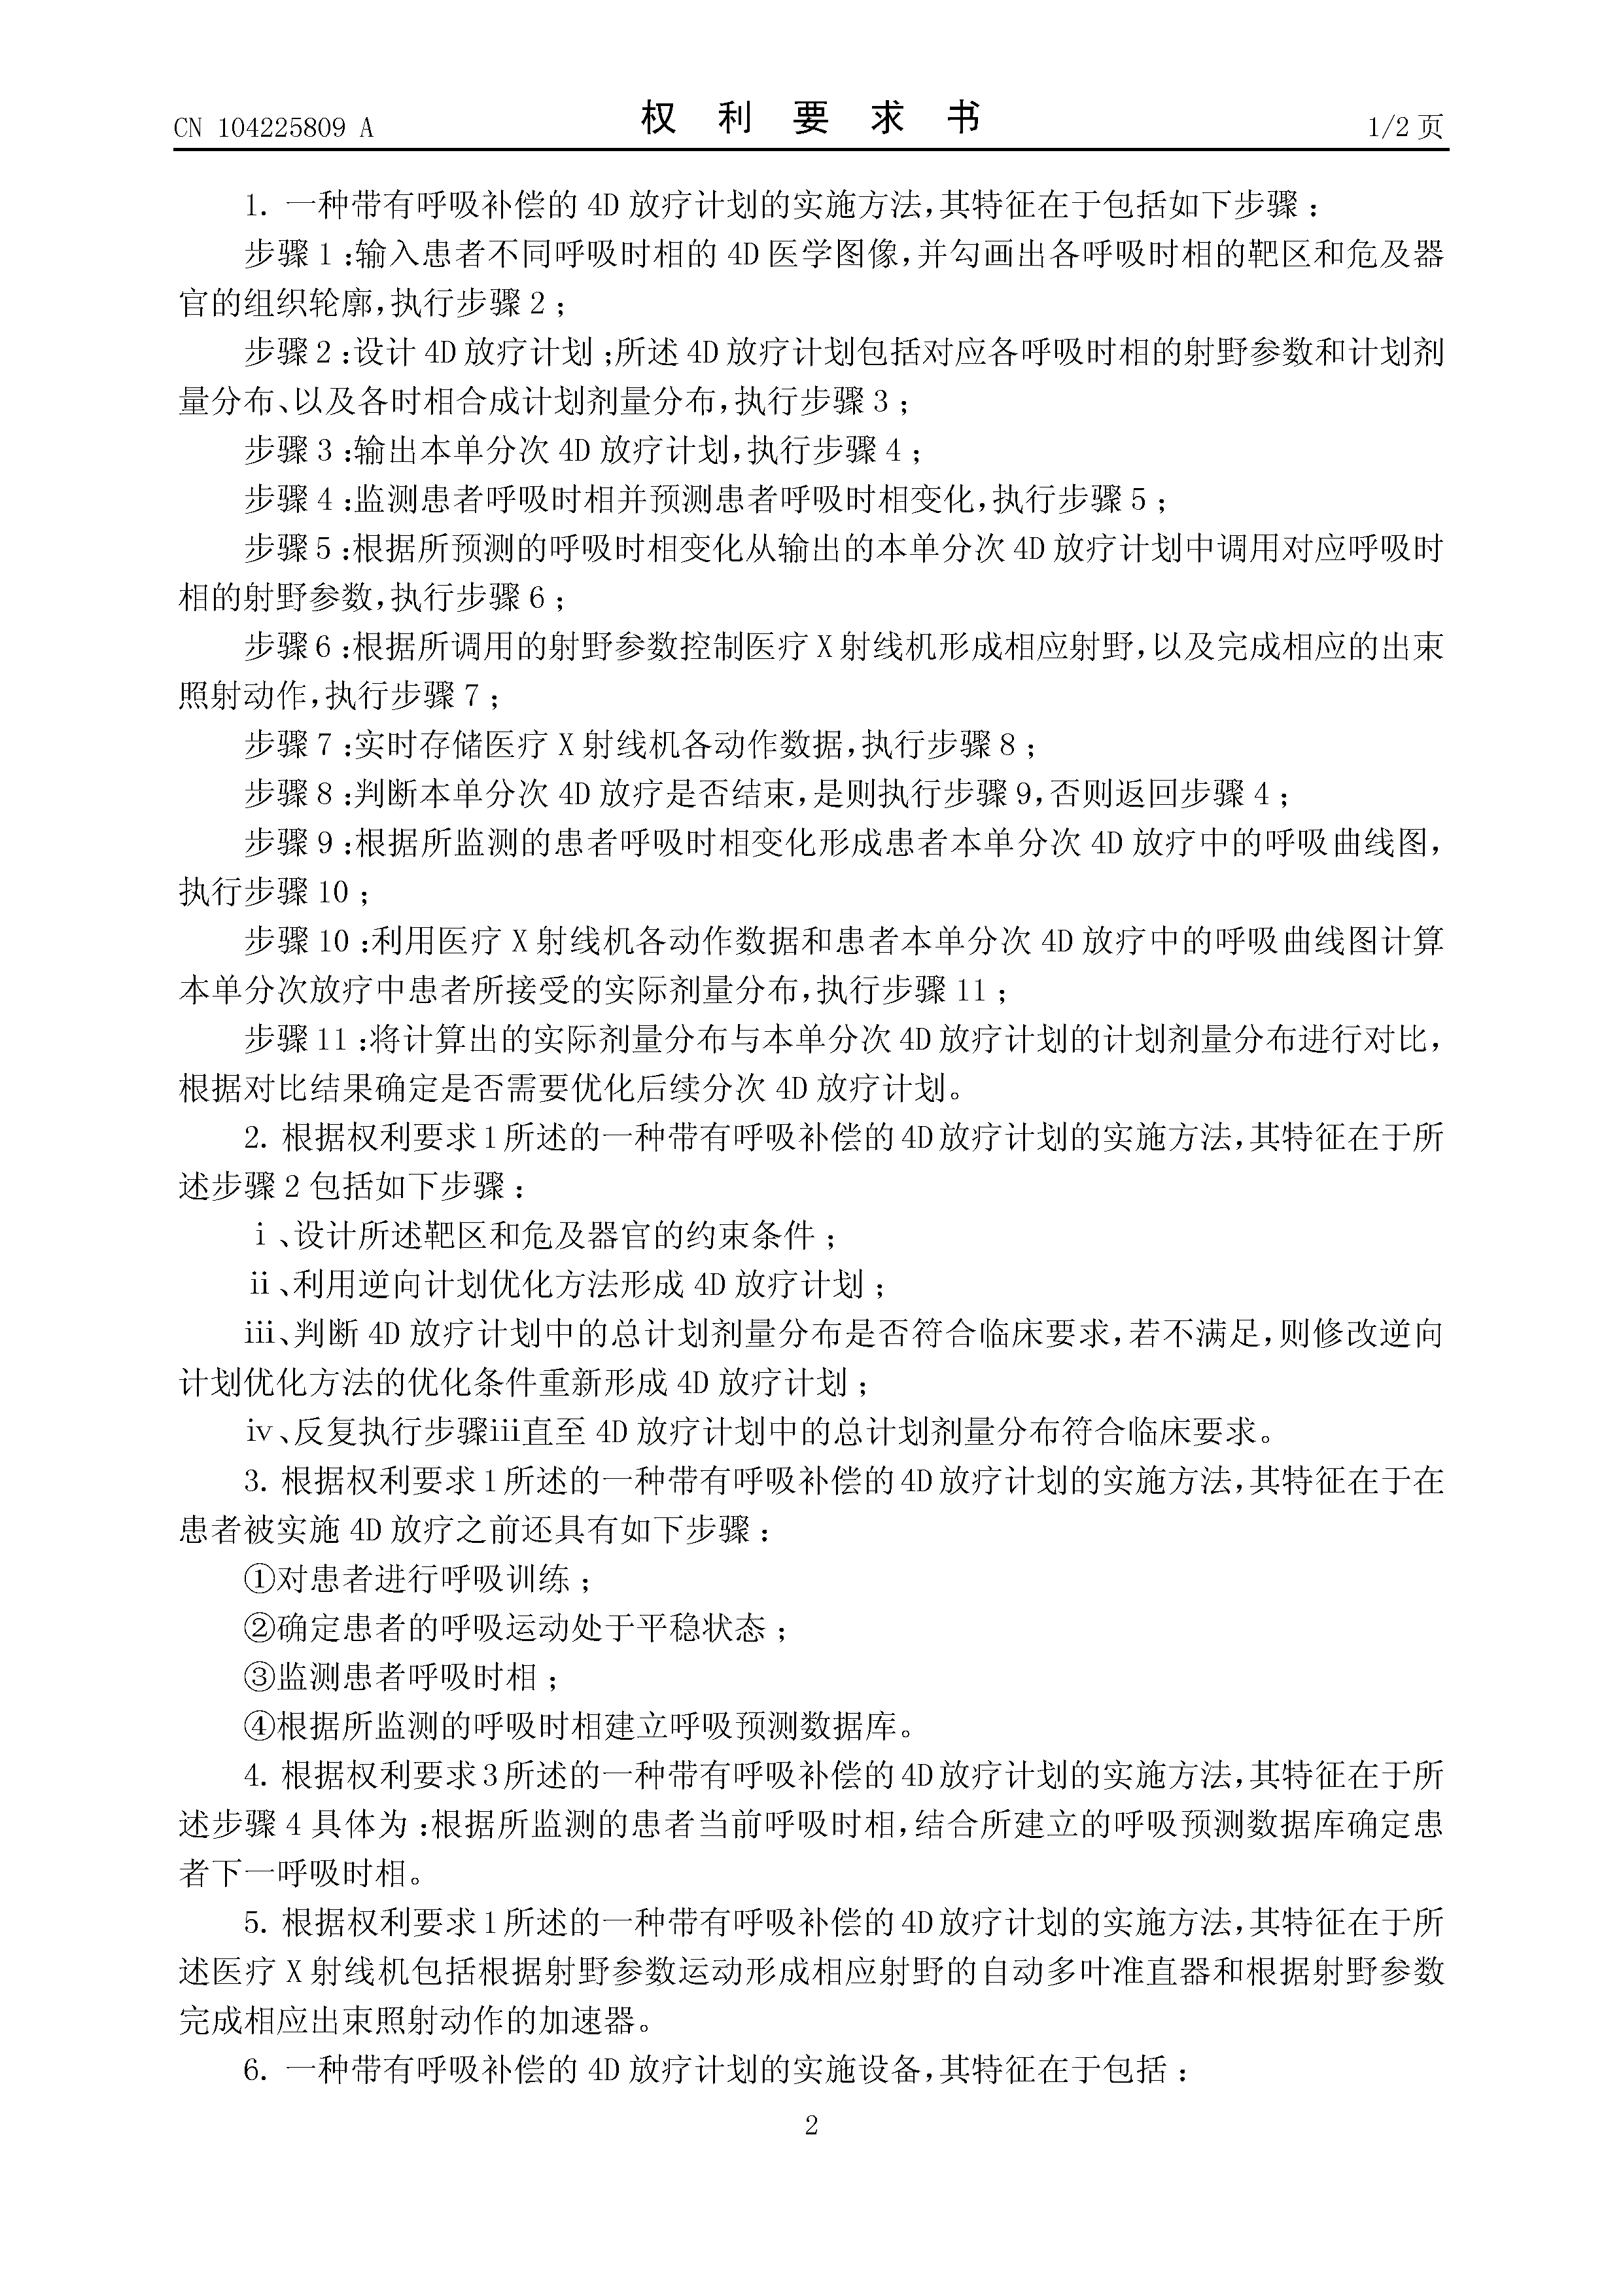 CN 104225809 A
权利要求书
1/2 页
1. 一种带有呼吸补偿的 4D 放疗计划的实施方法,其特征在于包括如下步骤:
步骤 1:输入患者不同呼吸时相的 4D 医学图像,并勾画出各呼吸时相的靶区和危及器
官的组织轮廓,执行步骤 2;
步骤 2:设计 4D 放疗计划;所述 4D 放疗计划包括对应各呼吸时相的射野参数和计划剂
量分布、以及各时相合成计划剂量分布,执行步骤 3;
步骤 3:输出本单分次 4D 放疗计划,执行步骤 4;
步骤 4:监测患者呼吸时相并预测患者呼吸时相变化,执行步骤 5;
步骤 5:根据所预测的呼吸时相变化从输出的本单分次 4D 放疗计划中调用对应呼吸时
相的射野参数,执行步骤 6;
步骤 6:根据所调用的射野参数控制医疗 X 射线机形成相应射野,以及完成相应的出束
照射动作,执行步骤 7;
步骤 7:实时存储医疗 X 射线机各动作数据,执行步骤 8;
步骤 8:判断本单分次 4D 放疗是否结束,是则执行步骤 9,否则返回步骤 4;
步骤 9:根据所监测的患者呼吸时相变化形成患者本单分次 4D 放疗中的呼吸曲线图,
执行步骤 10;
步骤 10:利用医疗 X 射线机各动作数据和患者本单分次 4D 放疗中的呼吸曲线图计算
本单分次放疗中患者所接受的实际剂量分布,执行步骤 11;
步骤 11:将计算出的实际剂量分布与本单分次 4D 放疗计划的计划剂量分布进行对比,
根据对比结果确定是否需要优化后续分次 4D 放疗计划。
2. 根据权利要求 1 所述的一种带有呼吸补偿的 4D 放疗计划的实施方法,其特征在于所
述步骤 2 包括如下步骤:
ⅰ、设计所述靶区和危及器官的约束条件;
ⅱ、利用逆向计划优化方法形成 4D 放疗计划;
ⅲ、判断 4D 放疗计划中的总计划剂量分布是否符合临床要求,若不满足,则修改逆向
计划优化方法的优化条件重新形成 4D 放疗计划;
ⅳ、反复执行步骤ⅲ直至 4D 放疗计划中的总计划剂量分布符合临床要求。
3. 根据权利要求 1 所述的一种带有呼吸补偿的 4D 放疗计划的实施方法,其特征在于在
患者被实施 4D 放疗之前还具有如下步骤:
①对患者进行呼吸训练;
②确定患者的呼吸运动处于平稳状态;
③监测患者呼吸时相;
④根据所监测的呼吸时相建立呼吸预测数据库。
4. 根据权利要求 3 所述的一种带有呼吸补偿的 4D 放疗计划的实施方法,其特征在于所
述步骤 4 具体为:根据所监测的患者当前呼吸时相,结合所建立的呼吸预测数据库确定患
者下一呼吸时相。
5. 根据权利要求 1 所述的一种带有呼吸补偿的 4D 放疗计划的实施方法,其特征在于所
述医疗 X 射线机包括根据射野参数运动形成相应射野的自动多叶准直器和根据射野参数
完成相应出束照射动作的加速器。
6. 一种带有呼吸补偿的 4D 放疗计划的实施设备,其特征在于包括:
2